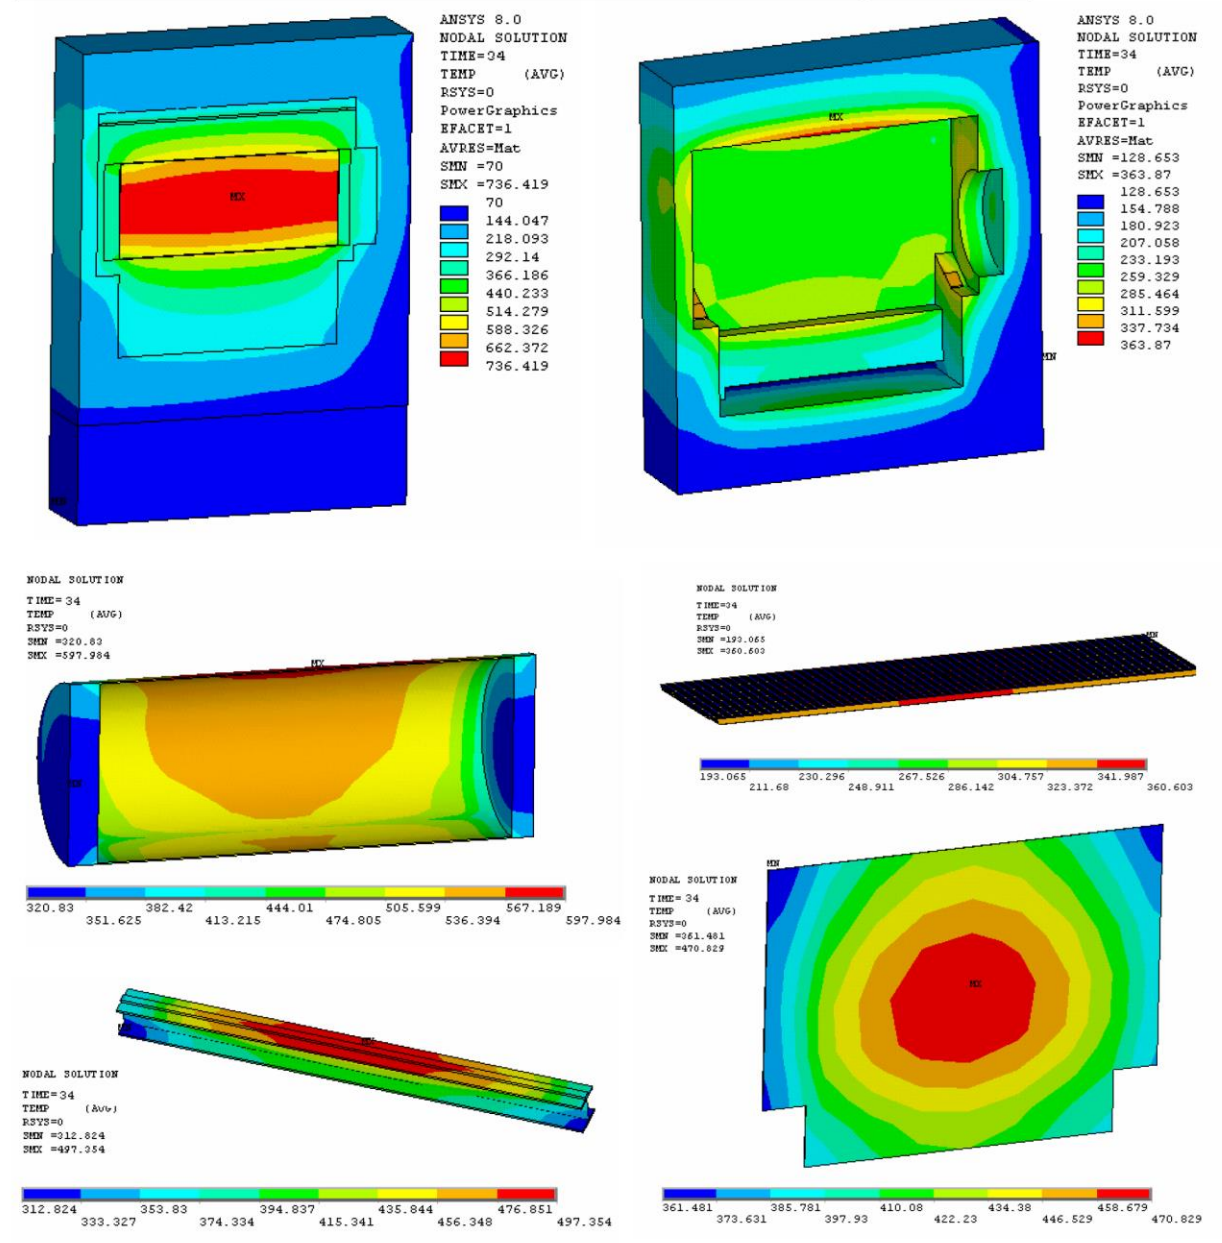 ANSYS 8.0
NODAL SOLUTION
TIME=34
TEMP (AVG)
RSYS=0
PowerGraphics
EFACET=1
AVRES=Mat
SMN =70
SMX =736.419
70
144.047
218.093
292.14
366.186
440.233
514.279
588.326
662.372
736.419
MX
ANSYS 8.0
NODAL SOLUTION
TIME=34
TEMP (AVG)
RSYS=0
PowerGraphics
EFACET=1
AVRES=Mat
SMN =128.653
SMX =363.87
128.653
154.788
180.923
207.058
233.193
259.329
285.464
311.599
337.734
363.87
MX
MN
NODAL SOLUTION
TIME=34
TEMP (AVG)
RSYS=0
SMN =320.83
SMX =597.984
MX
MN
320.83 382.42 444.01 505.599 567.189
351.625 413.215 474.805 536.394 597.984
NODAL SOLUTION
TIME=34
TEMP (AVG)
RSYS=0
SMN =193.065
SMX =360.603
MN
193.065 230.296 267.526 304.757 341.987
211.68 248.911 286.142 323.372 360.603
NODAL SOLUTION
TIME=34
TEMP (AVG)
RSYS=0
SMN =361.481
SMX =470.829
MN
MX
361.481 385.781 410.08 434.38 458.679
373.631 397.93 422.23 446.529 470.829
NODAL SOLUTION
TIME=34
TEMP (AVG)
RSYS=0
SMN =312.824
SMX =497.354
MN
MX
312.824 353.83 394.837 435.844 476.851
333.327 374.334 415.341 456.348 497.354